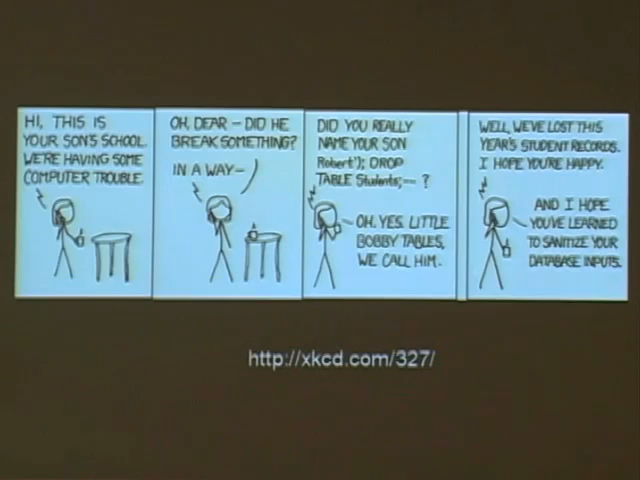 HI, THIS IS
YOUR SON'S SCHOOL.
WE'RE HAVING SOME
COMPUTER TROUBLE.
OH, DEAR – DID HE
BREAK SOMETHING?
IN A WAY–
DID YOU REALLY
NAME YOUR SON
Robert'); DROP
TABLE Students;-- ?
OH. YES. LITTLE
BOBBY TABLES,
WE CALL HIM.
WELL, WE'VE LOST THIS
YEAR'S STUDENT RECORDS.
I HOPE YOU'RE HAPPY.
AND I HOPE
YOU'VE LEARNED
TO SANITIZE YOUR
DATABASE INPUTS.
http://xkcd.com/327/